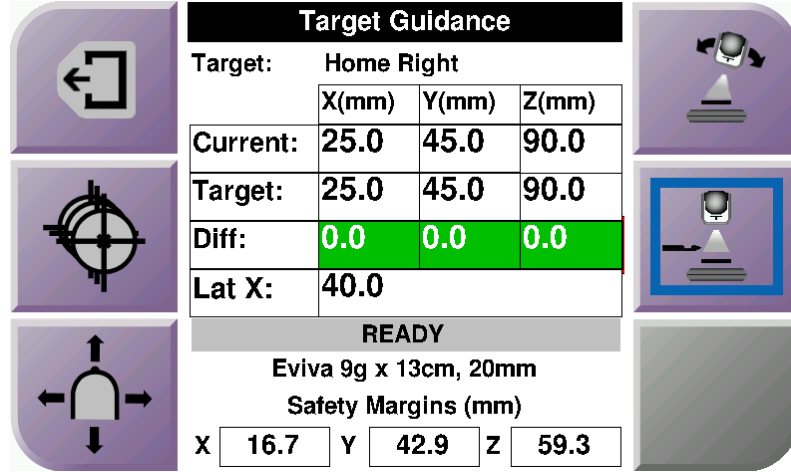 Target Guidance
Target: Home Right
X(mm) Y(mm) Z(mm)
Current: 25.0 45.0 90.0
Target: 25.0 45.0 90.0
Diff: 0.0 0.0 0.0
Lat X: 40.0
READY
Eviva 9g x 13cm, 20mm
Safety Margins (mm)
X 16.7 Y 42.9 Z 59.3